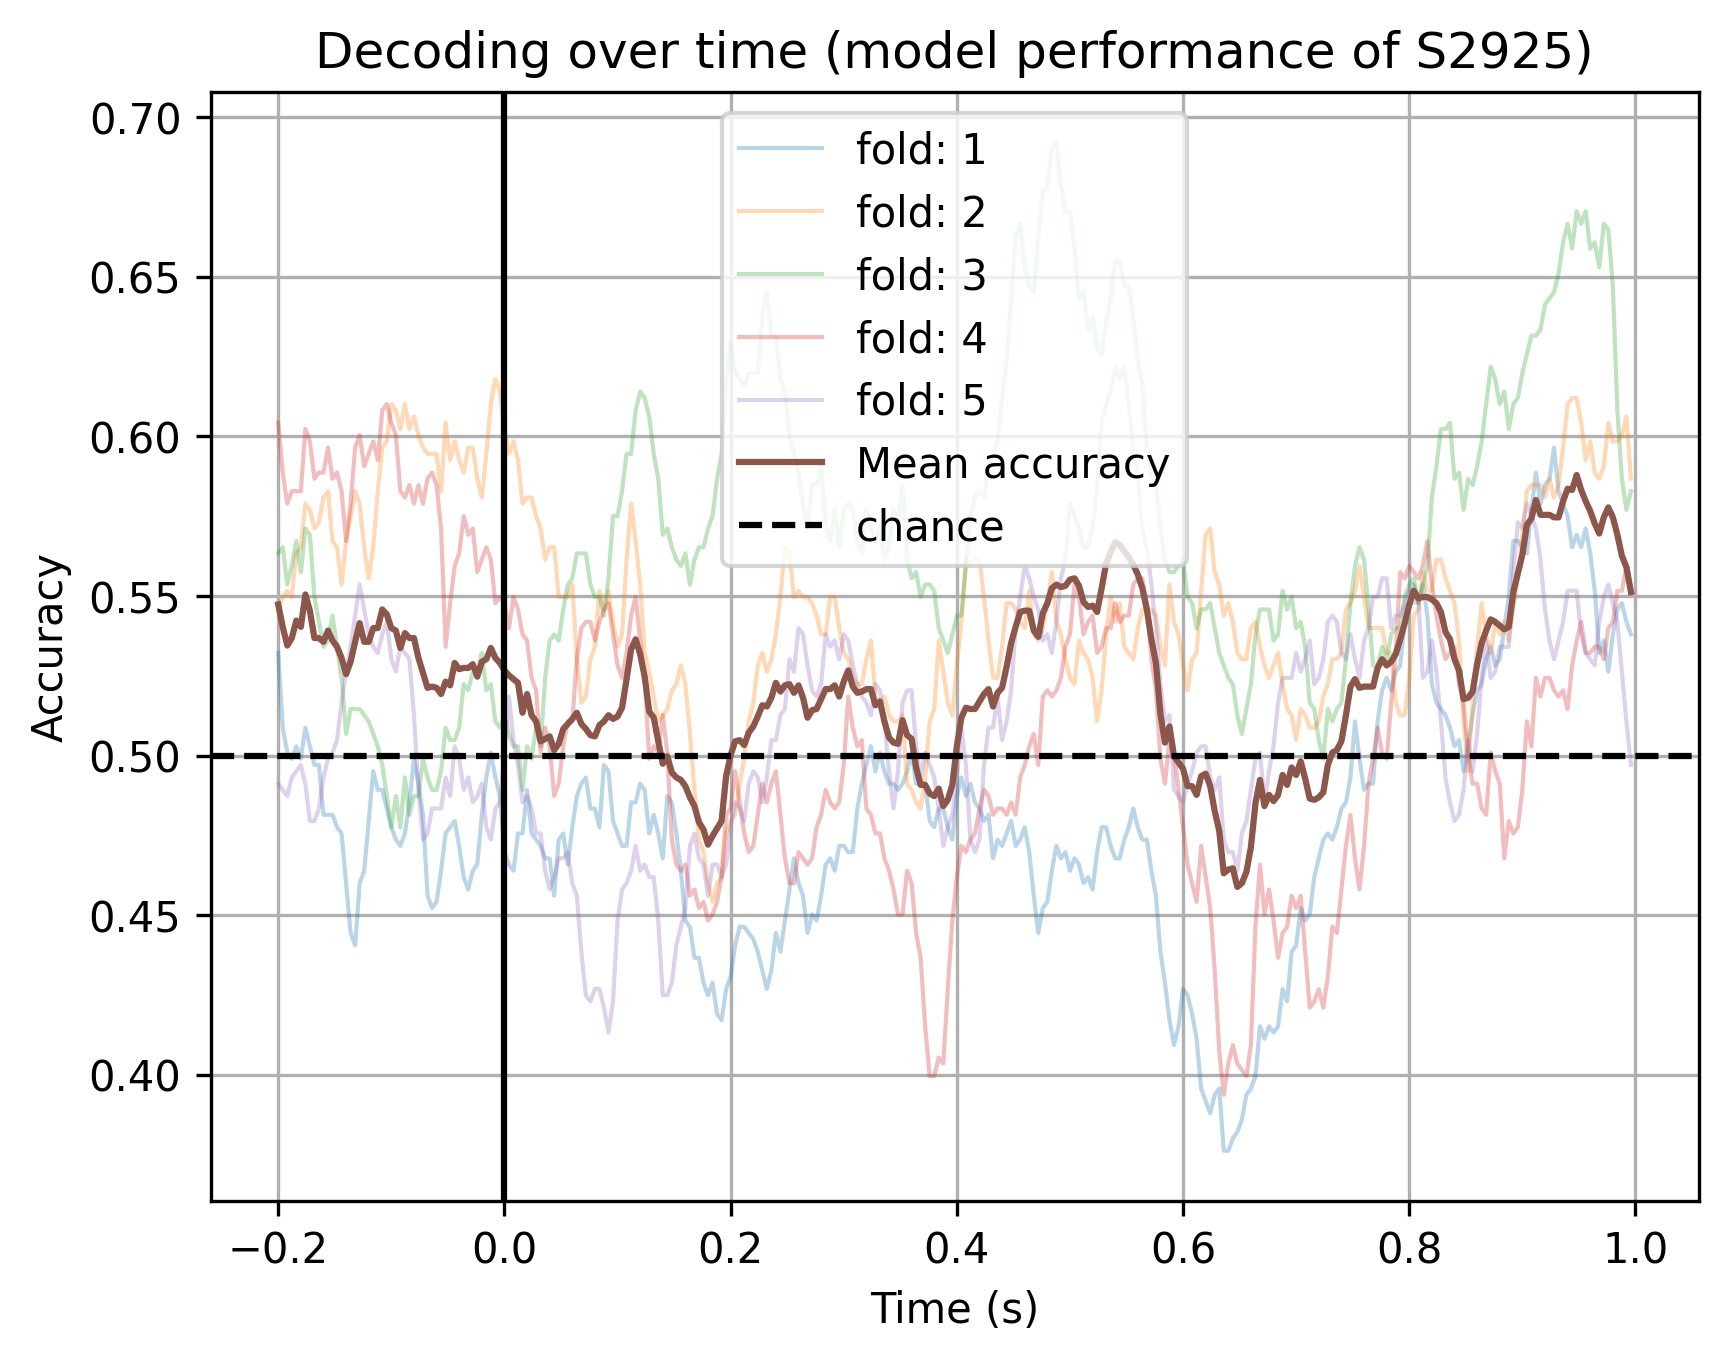 Decoding over time (model performance of S2925)
0.70
0.65
0.60
0.55
0.50
0.45
0.40
Accuracy
fold: 1
fold: 2
fold: 3
fold: 4
fold: 5
Mean accuracy
chance
−0.2 0.0 0.2 0.4 0.6 0.8 1.0
Time (s)